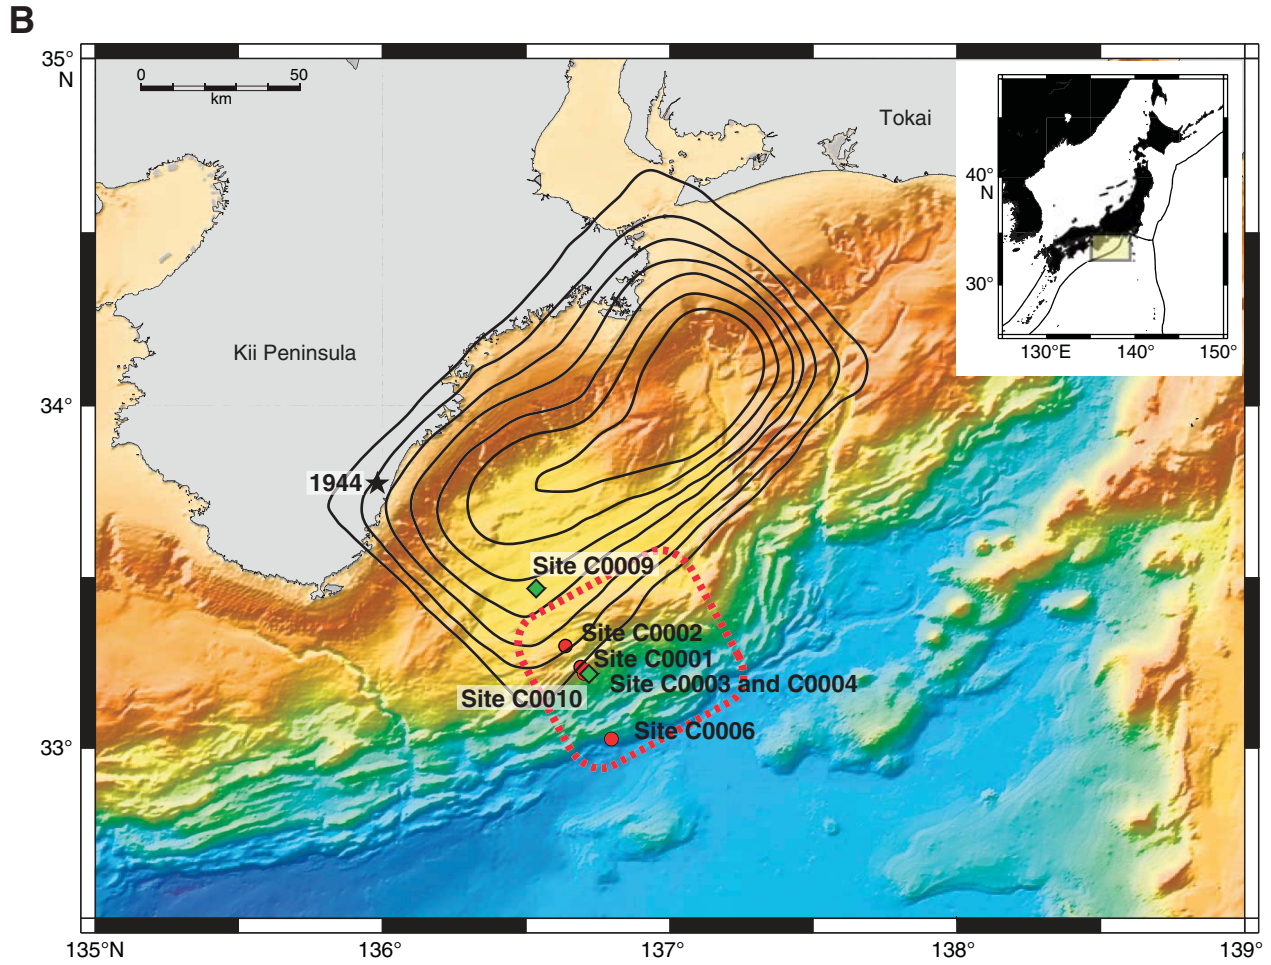 B
35°
N
0 50
km
Tokai
40°
N
30°
130°E 140° 150°
Kii Peninsula
34°
1944
Site C0009
Site C0002
Site C0001
Site C0003 and C0004
Site C0010
Site C0006
33°
135°N 136° 137° 138° 139°